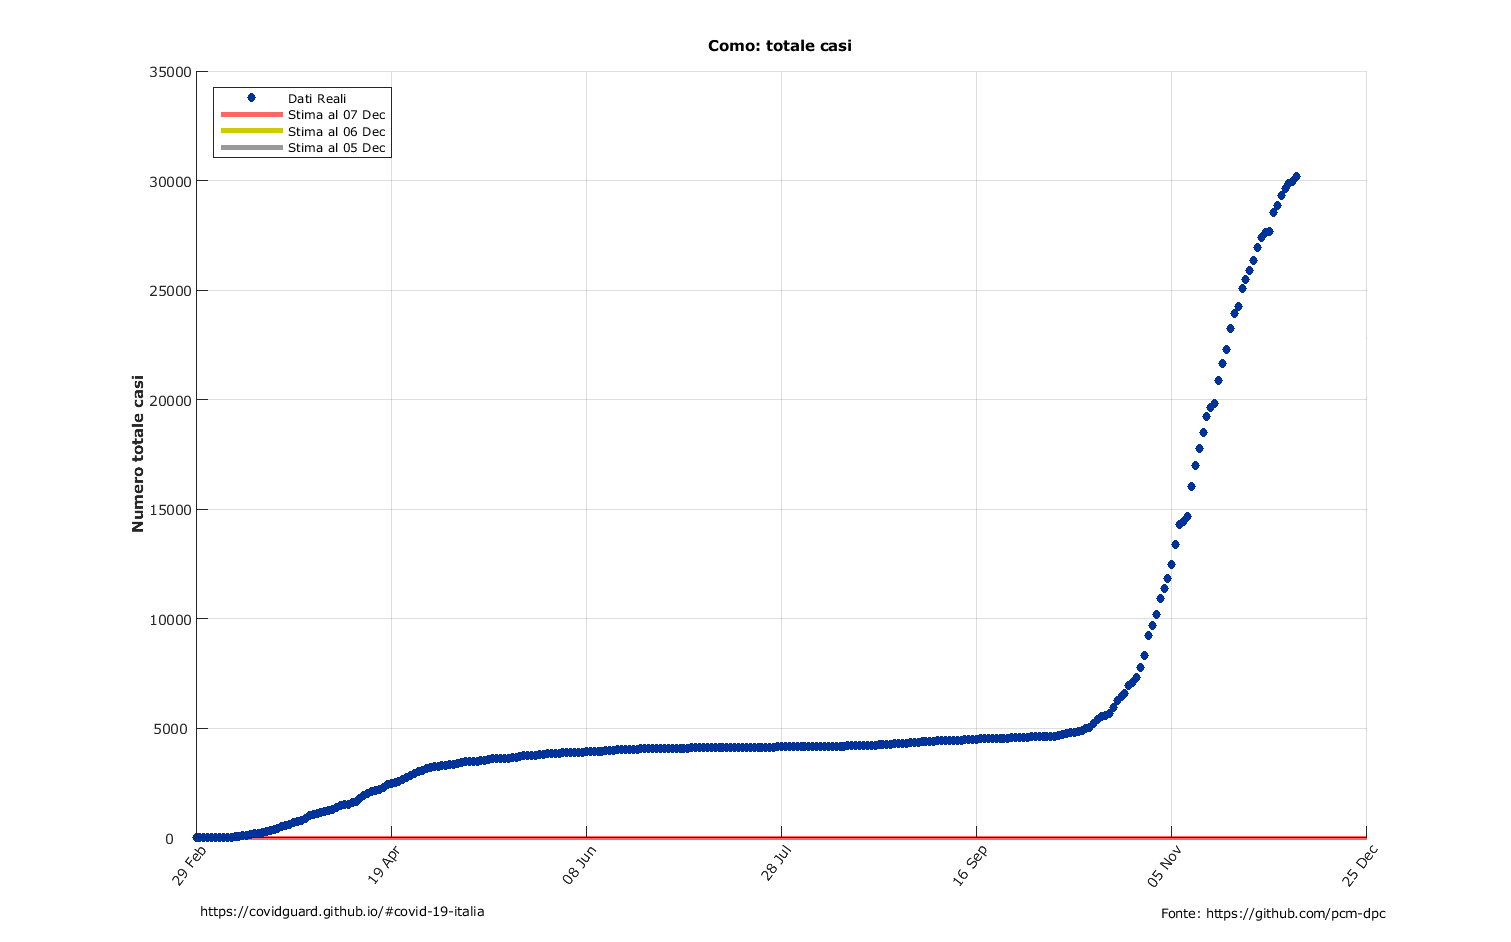 Como: totale casi
35000
30000
25000
20000
15000
10000
5000
0
Numero totale casi
Dati Reali
Stima al 07 Dec
Stima al 06 Dec
Stima al 05 Dec
29 Feb
19 Apr
08 Jun
28 Jul
16 Sep
05 Nov
25 Dec
https://covidguard.github.io/#covid-19-italia
Fonte: https://github.com/pcm-dpc